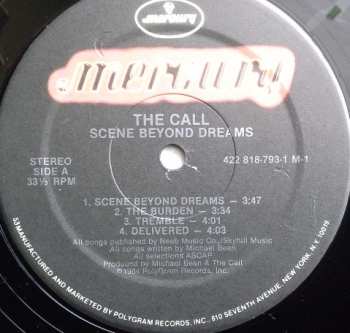 mercury
mercury
THE CALL
SCENE BEYOND DREAMS
STEREO
SIDE A
33⅓ RPM
422 818-793-1 M-1
1. SCENE BEYOND DREAMS — 3:47
2. THE BURDEN — 3:34
3. TREMBLE — 4:01
4. DELIVERED — 4:03
All songs published by Neeb Music Co./Skyhill Music
All songs written by Michael Been
All selections ASCAP
Produced by Michael Been & The Call
℗ 1984 PolyGram Records, Inc.
MANUFACTURED AND MARKETED BY POLYGRAM RECORDS, INC. 810 SEVENTH AVENUE, NEW YORK, N.Y. 10019